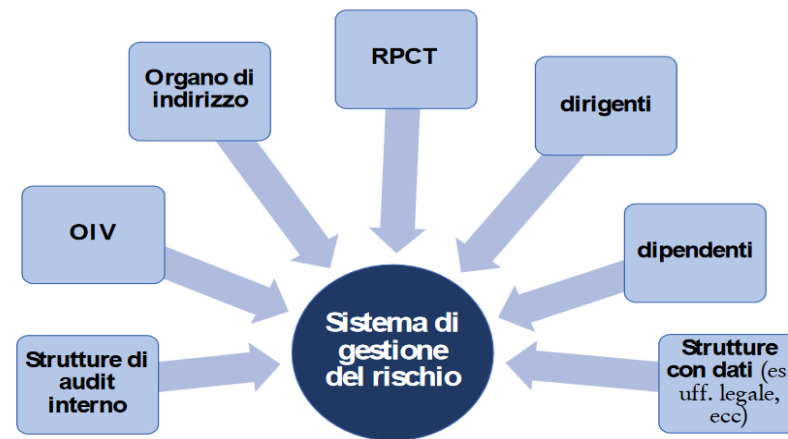 RPCT
Organo di
indirizzo
dirigenti
OIV
dipendenti
Sistema di
gestione
del rischio
Strutture di
audit
interno
Strutture
con dati (es
uff. legale,
ecc)